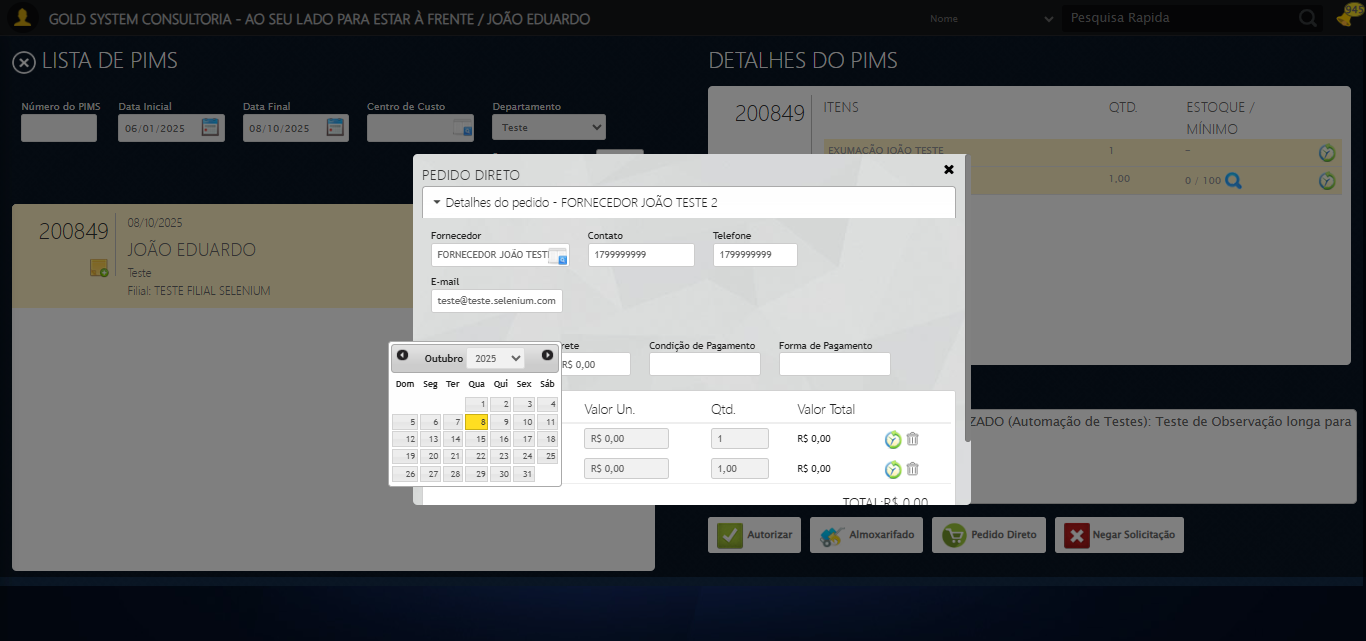 GOLD SYSTEM CONSULTORIA - AO SEU LADO PARA ESTAR À FRENTE / JOÃO EDUARDO
Nome
Pesquisa Rapida
945
LISTA DE PIMS
Número do PIMS
Data Inicial
Data Final
Centro de Custo
Departamento
06/01/2025
08/10/2025
Teste
200849
08/10/2025
JOÃO EDUARDO
Teste
Filial: TESTE FILIAL SELENIUM
DETALHES DO PIMS
200849
ITENS
QTD.
ESTOQUE /
MÍNIMO
EXUMAÇÃO JOÃO TESTE
1
–
1,00
0 / 100
PEDIDO DIRETO
Detalhes do pedido - FORNECEDOR JOÃO TESTE 2
Fornecedor
Contato
Telefone
FORNECEDOR JOÃO TEST
1799999999
1799999999
E-mail
teste@teste.selenium.com
rete
Condição de Pagamento
Forma de Pagamento
R$ 0,00
Outubro
2025
Dom Seg Ter Qua Qui Sex Sáb
1 2 3 4
5 6 7 8 9 10 11
12 13 14 15 16 17 18
19 20 21 22 23 24 25
26 27 28 29 30 31
Valor Un.
Qtd.
Valor Total
R$ 0,00
1
R$ 0,00
R$ 0,00
1,00
R$ 0,00
TOTAL:R$ 0,00
ZADO (Automação de Testes): Teste de Observação longa para
Autorizar
Almoxarifado
Pedido Direto
Negar Solicitação